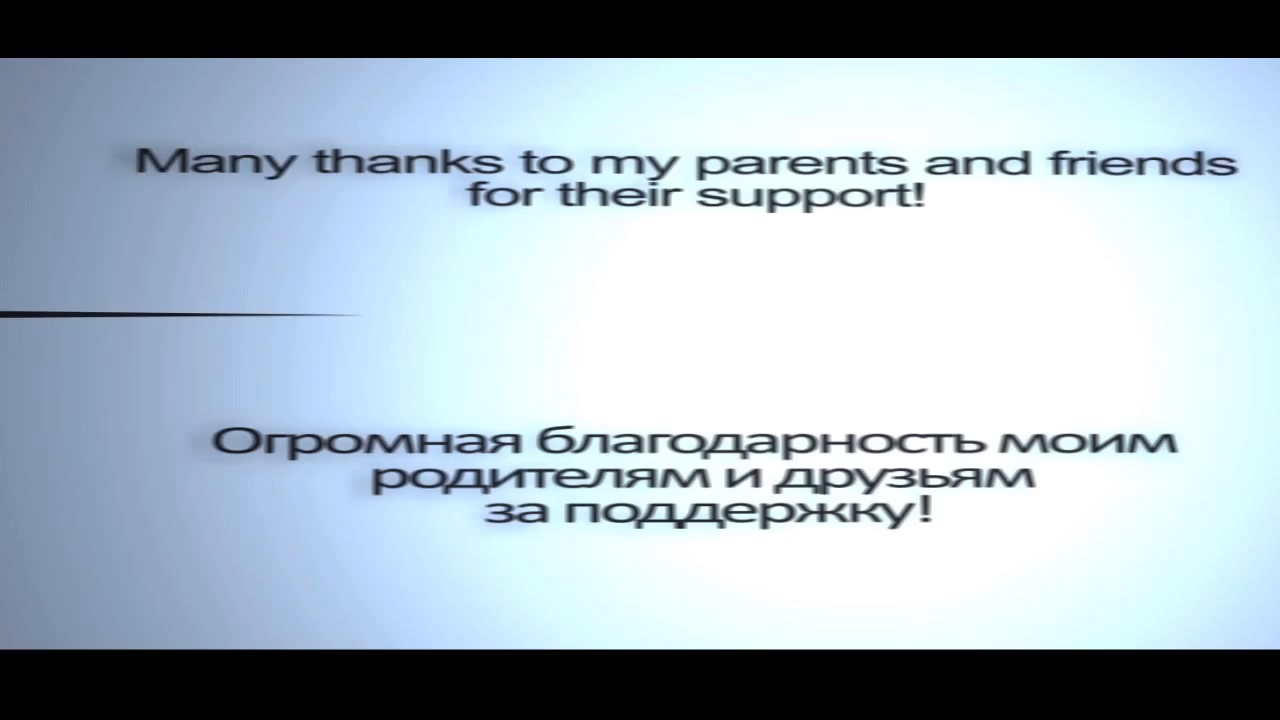 Many thanks to my parents and friends
for their support!
Огромная благодарность моим
родителям и друзьям
за поддержку!